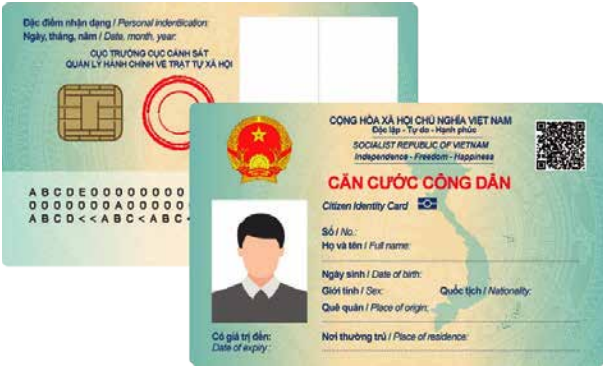 Đặc điểm nhận dạng / Personal indentification:
Ngày, tháng, năm / Date, month, year:
CỤC TRƯỞNG CỤC CẢNH SÁT
QUẢN LÝ HÀNH CHÍNH VỀ TRẬT TỰ XÃ HỘI
ABCDE00000000
0000000A000000
ABCD<<ABC<ABC<
CỘNG HÒA XÃ HỘI CHỦ NGHĨA VIỆT NAM
Độc lập - Tự do - Hạnh phúc
SOCIALIST REPUBLIC OF VIETNAM
Independence - Freedom - Happiness
CĂN CƯỚC CÔNG DÂN
Citizen Identity Card
Số / No.:
Họ và tên / Full name:
Ngày sinh / Date of birth:
Giới tính / Sex: Quốc tịch / Nationality:
Quê quán / Place of origin:
Có giá trị đến: Nơi thường trú / Place of residence:
Date of expiry: